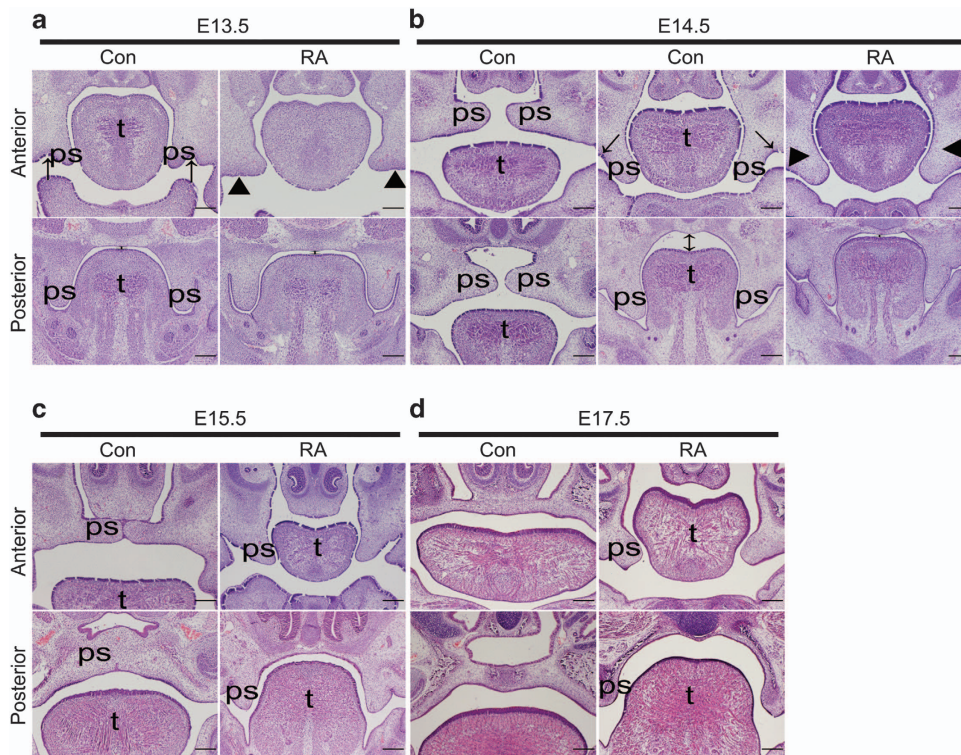 a
E13.5
Con
RA
b
E14.5
Con
Con
RA
Anterior
t
ps
ps
ps
ps
t
t
ps
ps
Posterior
t
ps
ps
ps
ps
t
t
ps
ps
c
E15.5
Con
RA
d
E17.5
Con
RA
Anterior
ps
t
ps
t
ps
t
Posterior
ps
t
ps
t
ps
t